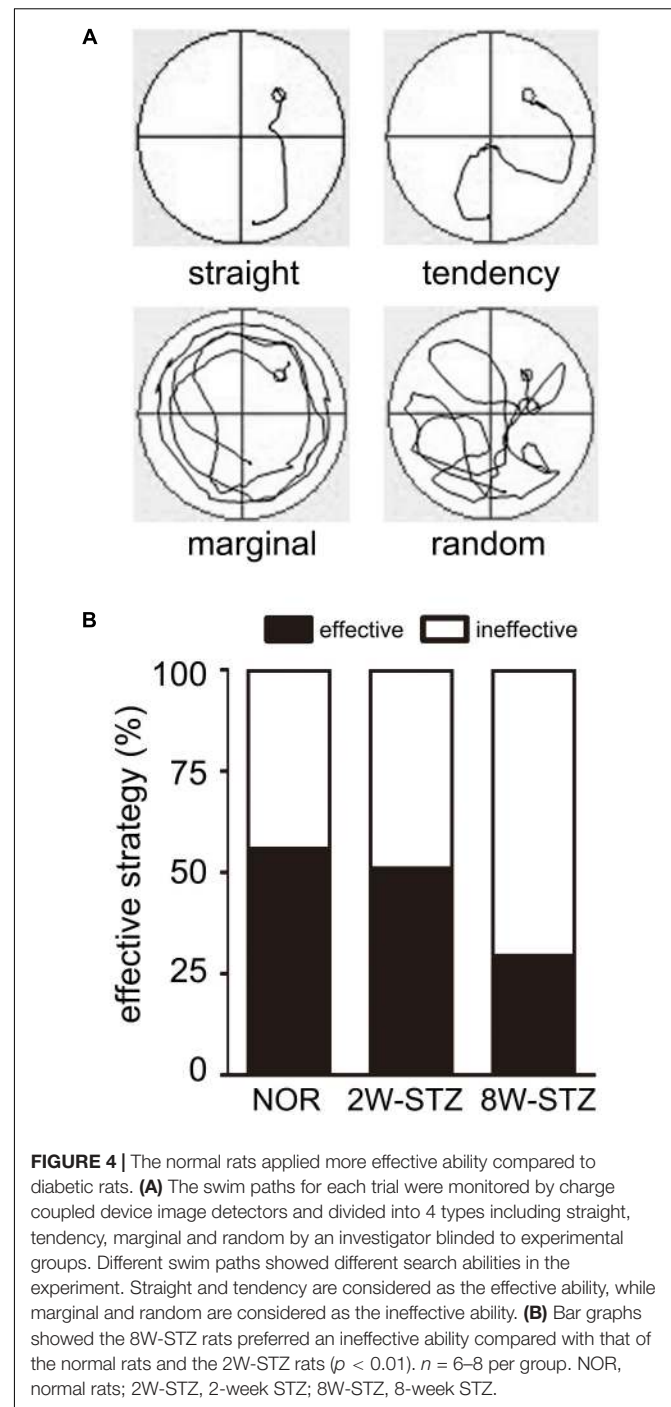 A
straight
tendency
marginal
random
B
effective ineffective
effective strategy (%)
100
75
50
25
0
NOR 2W-STZ 8W-STZ
FIGURE 4 | The normal rats applied more effective ability compared to
diabetic rats. (A) The swim paths for each trial were monitored by charge
coupled device image detectors and divided into 4 types including straight,
tendency, marginal and random by an investigator blinded to experimental
groups. Different swim paths showed different search abilities in the
experiment. Straight and tendency are considered as the effective ability, while
marginal and random are considered as the ineffective ability. (B) Bar graphs
showed the 8W-STZ rats preferred an ineffective ability compared with that of
the normal rats and the 2W-STZ rats (p < 0.01). n = 6–8 per group. NOR,
normal rats; 2W-STZ, 2-week STZ; 8W-STZ, 8-week STZ.